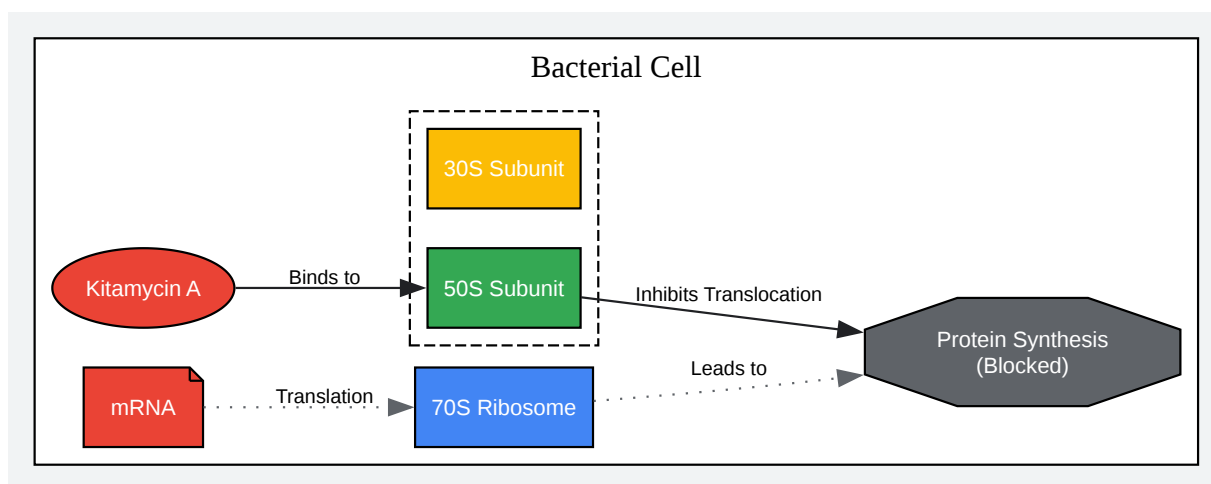 Bacterial Cell
30S Subunit
Kitamycin A
Binds to
50S Subunit
Inhibits Translocation
Protein Synthesis
(Blocked)
mRNA
Translation
70S Ribosome
Leads to